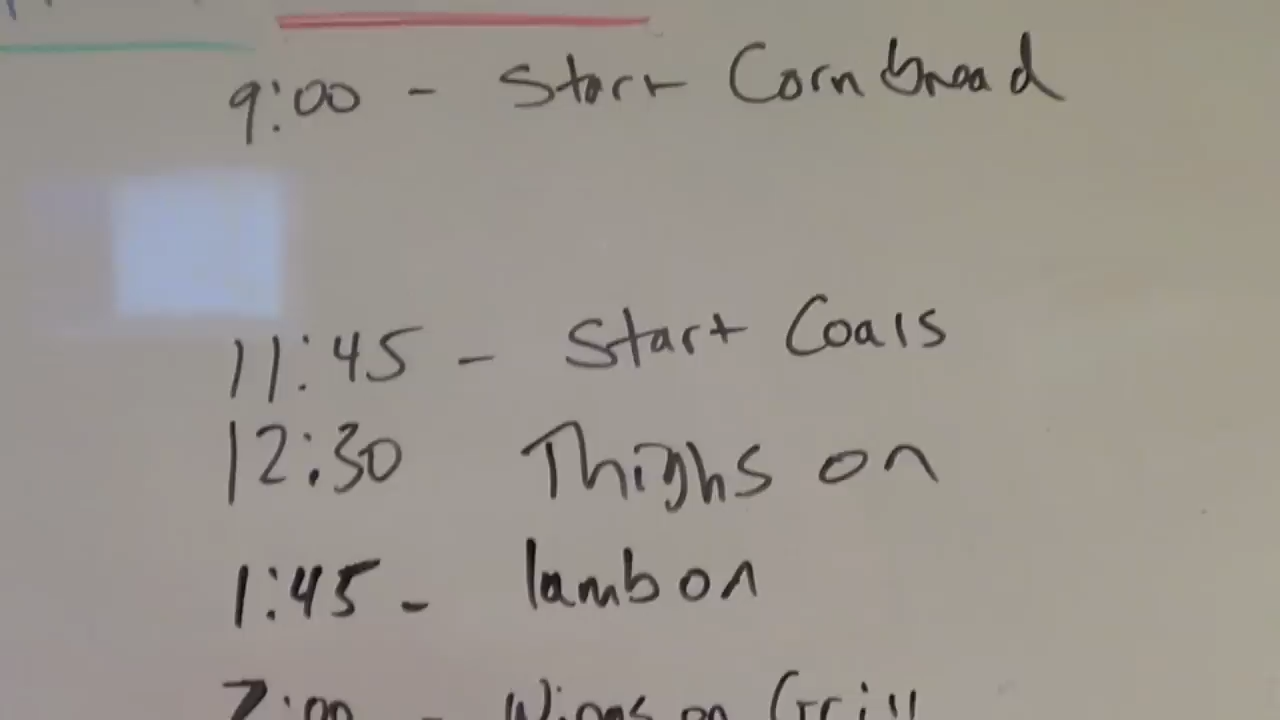 9:00 - Start Cornbread
11:45 - Start Coals
12:30 Thighs on
1:45 - lamb on
:00 - Wings on Grill